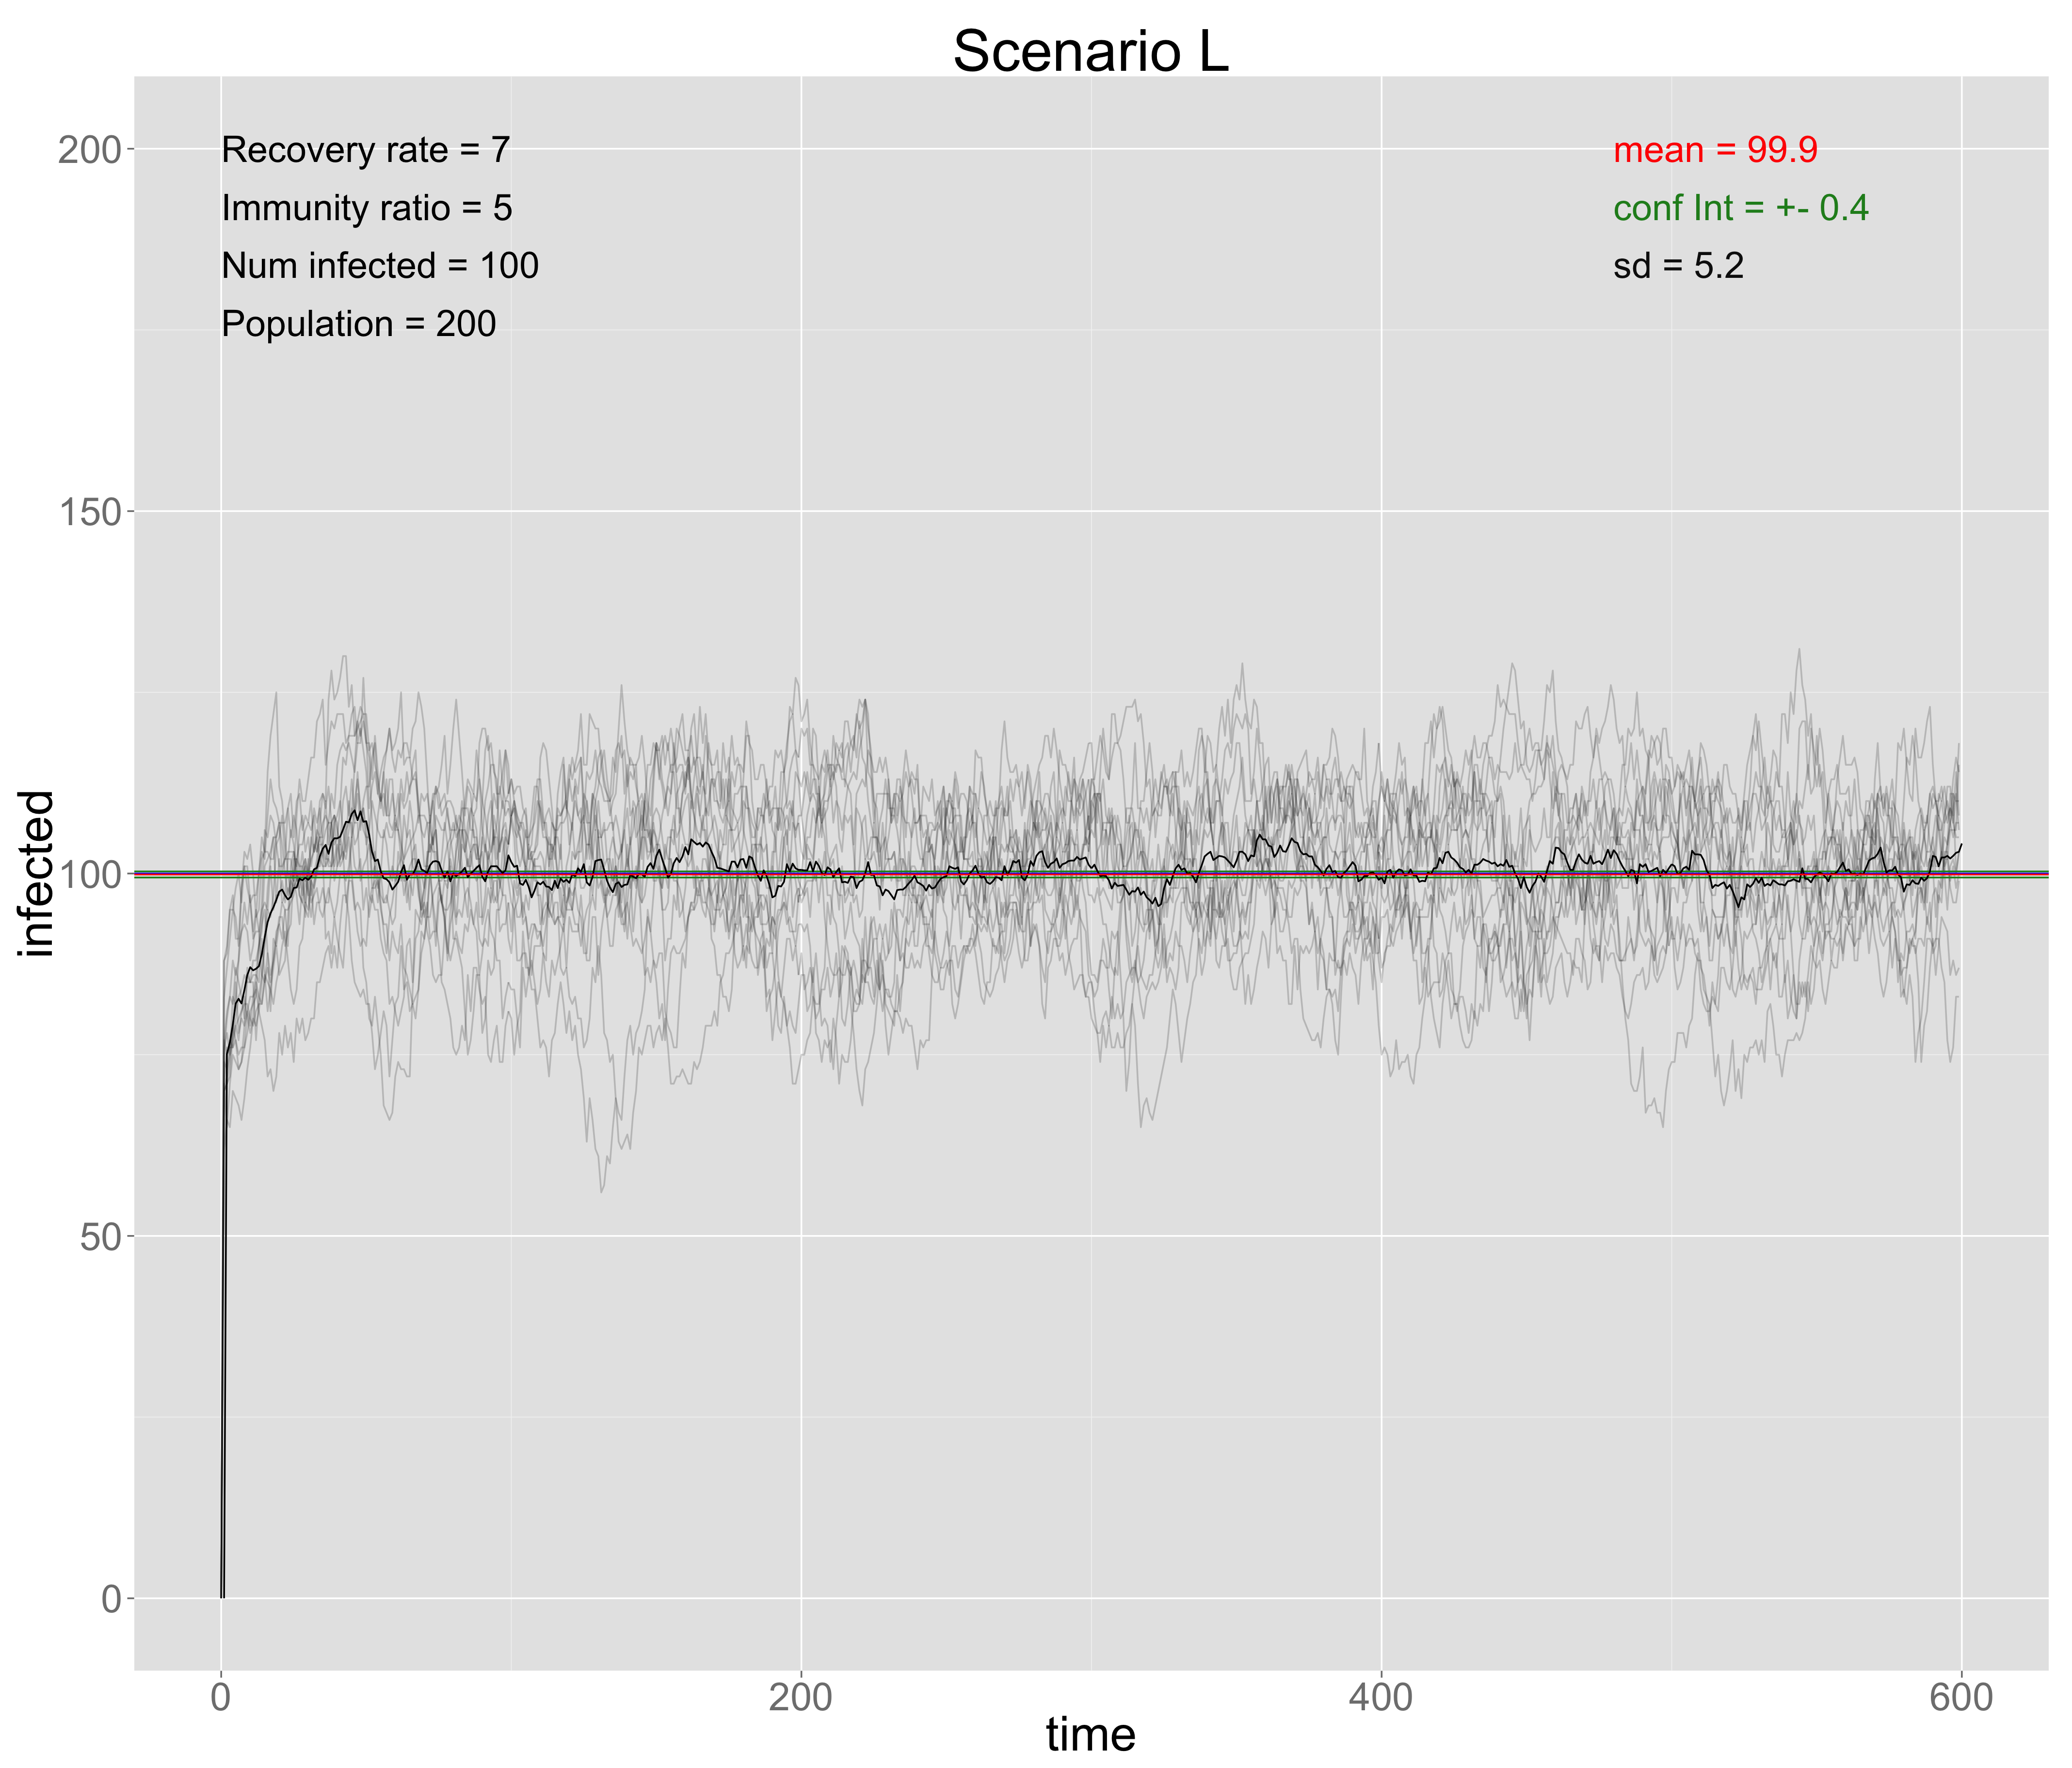 Scenario L
Recovery rate = 7
Immunity ratio = 5
Num infected = 100
Population = 200
mean = 99.9
conf Int = +- 0.4
sd = 5.2
infected
200
150
100
50
0
0
200
400
600
time